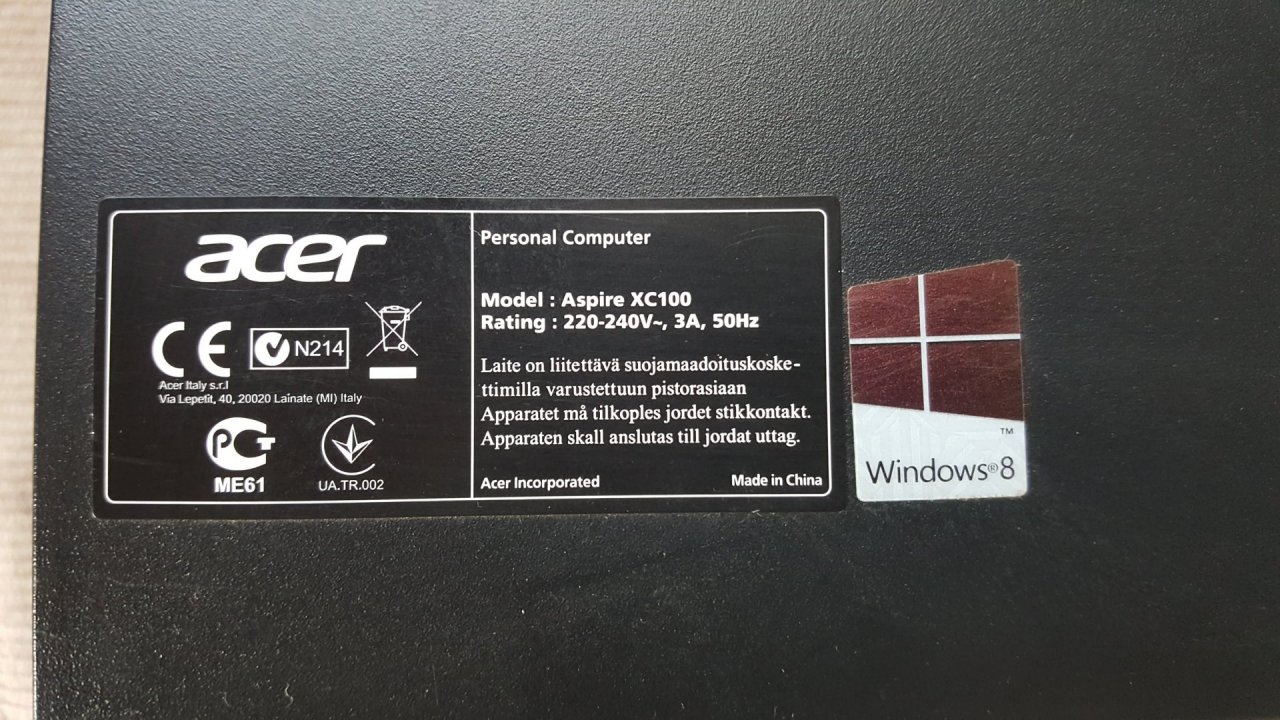 acer
CE N214
Acer Italy s.r.l
Via Lepetit, 40, 20020 Lainate (MI) Italy
ME61
UA.TR.002
Personal Computer
Model : Aspire XC100
Rating : 220-240V~, 3A, 50Hz
Laite on liitettävä suojamaadoituskoske-
ttimilla varustettuun pistorasiaan
Apparatet må tilkoples jordet stikkontakt.
Apparaten skall anslutas till jordat uttag.
Acer Incorporated Made in China
™
Windows®8